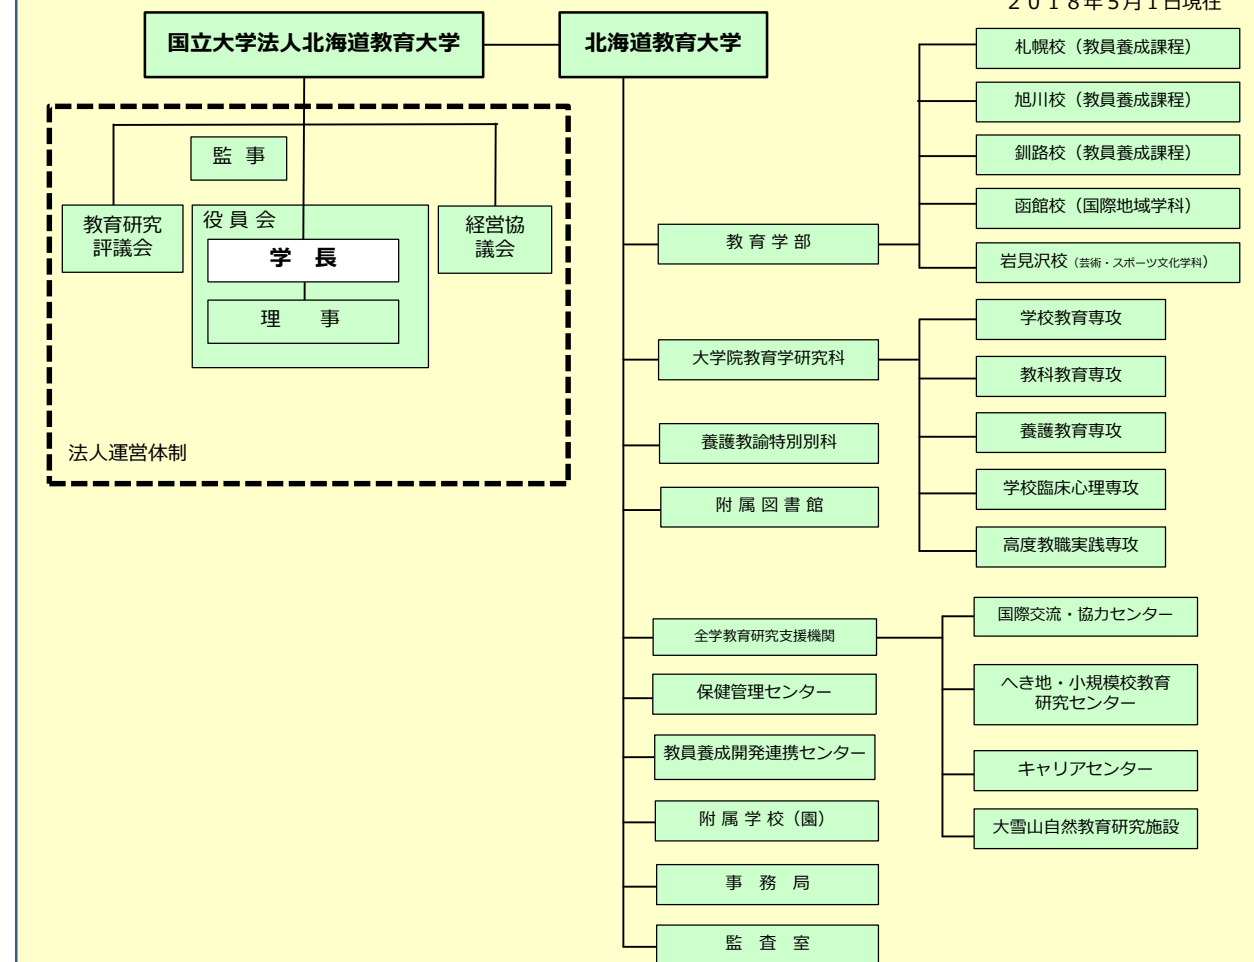 ２０１８年５月１日現在
国立大学法人北海道教育大学
北海道教育大学
監 事
教育研究
評議会
役 員 会
学 長
理 事
経営協
議会
法人運営体制
教 育 学 部
札幌校（教員養成課程）
旭川校（教員養成課程）
釧路校（教員養成課程）
函館校（国際地域学科）
岩見沢校（芸術・スポーツ文化学科）
大学院教育学研究科
学校教育専攻
教科教育専攻
養護教育専攻
学校臨床心理専攻
高度教職実践専攻
養護教諭特別別科
附 属 図 書 館
全学教育研究支援機関
国際交流・協力センター
へき地・小規模校教育
研究センター
キャリアセンター
大雪山自然教育研究施設
保健管理センター
教員養成開発連携センター
附 属 学 校（園）
事 務 局
監 査 室